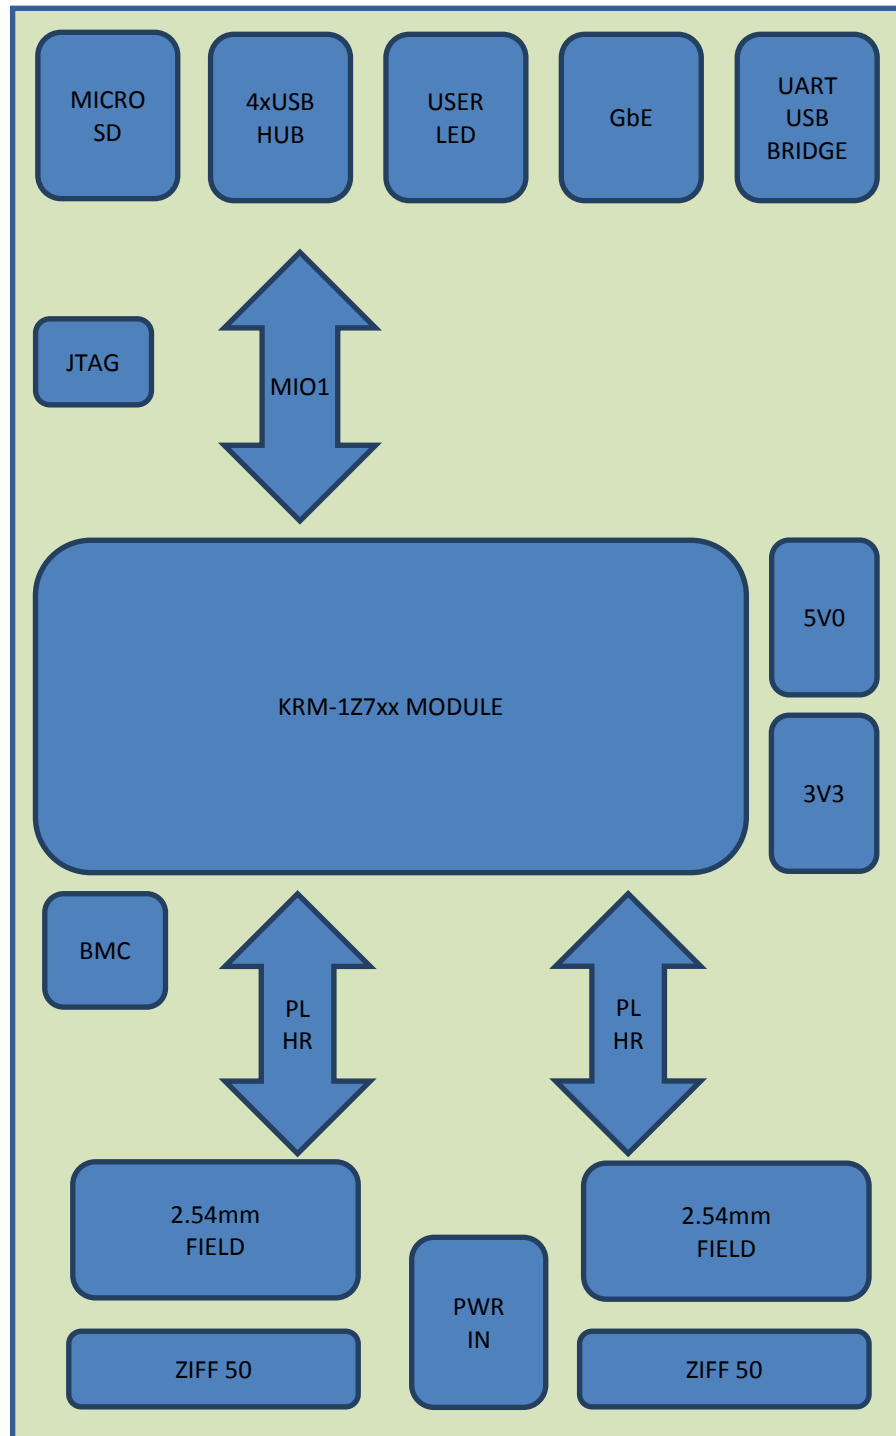 MICRO
SD
4xUSB
HUB
USER
LED
GbE
UART
USB
BRIDGE
JTAG
MIO1
KRM-1Z7xx MODULE
5V0
3V3
BMC
PL
HR
PL
HR
2.54mm
FIELD
2.54mm
FIELD
PWR
IN
ZIFF 50
ZIFF 50